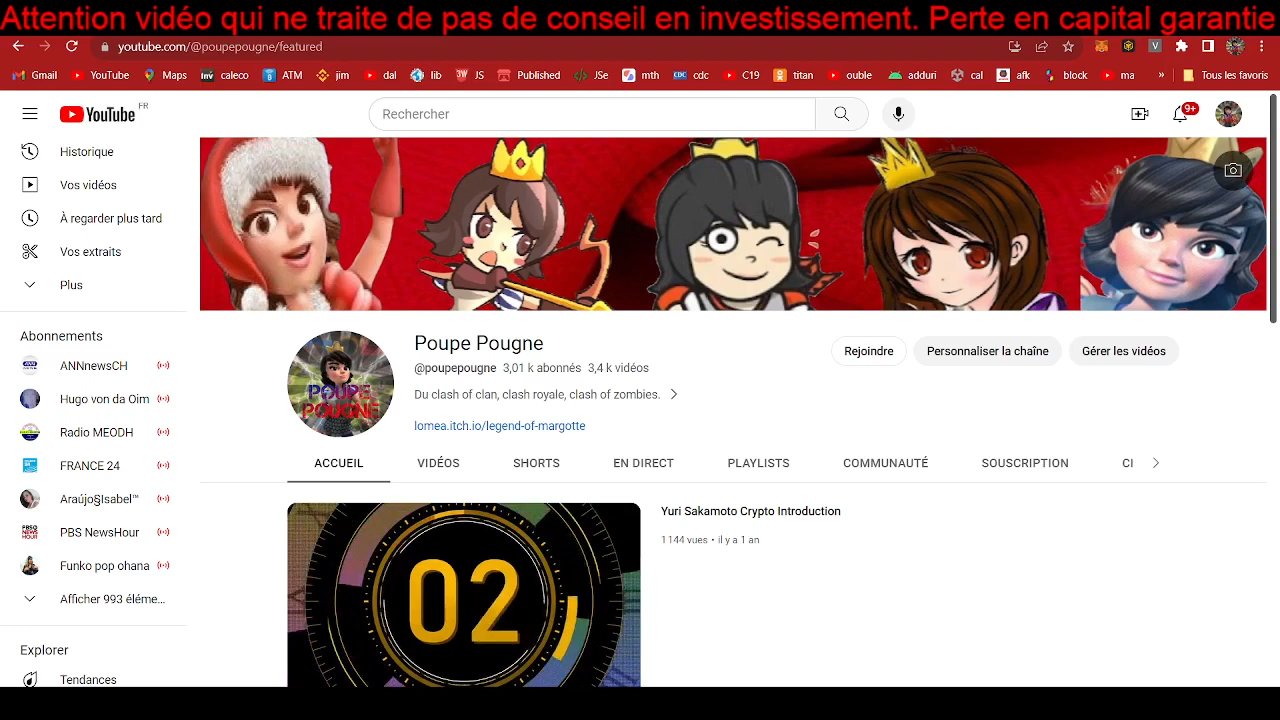 Attention vidéo qui ne traite de pas de conseil en investissement. Perte en capital garantie
youtube.com/@poupepougne/featured
Gmail YouTube Maps inv caleco ATM jim dal lib JS Published JSe mth CDC cdc C19 titan ouble adduri cal afk block ma » Tous les favoris
YouTube FR
Rechercher
9+
Historique
Vos vidéos
À regarder plus tard
Vos extraits
Plus
Abonnements
ANNnewsCH
Hugo von da Oim
Radio MEODH
FRANCE 24
Araújo§Isabel™
PBS NewsHour
Funko pop ohana
Afficher 993 éléme...
Explorer
Tendances
POUPE
POUGNE
Poupe Pougne
@poupepougne 3,01 k abonnés 3,4 k vidéos
Du clash of clan, clash royale, clash of zombies.
lomea.itch.io/legend-of-margotte
Rejoindre
Personnaliser la chaîne
Gérer les vidéos
ACCUEIL VIDÉOS SHORTS EN DIRECT PLAYLISTS COMMUNAUTÉ SOUSCRIPTION CI
02
Yuri Sakamoto Crypto Introduction
1 144 vues • il y a 1 an